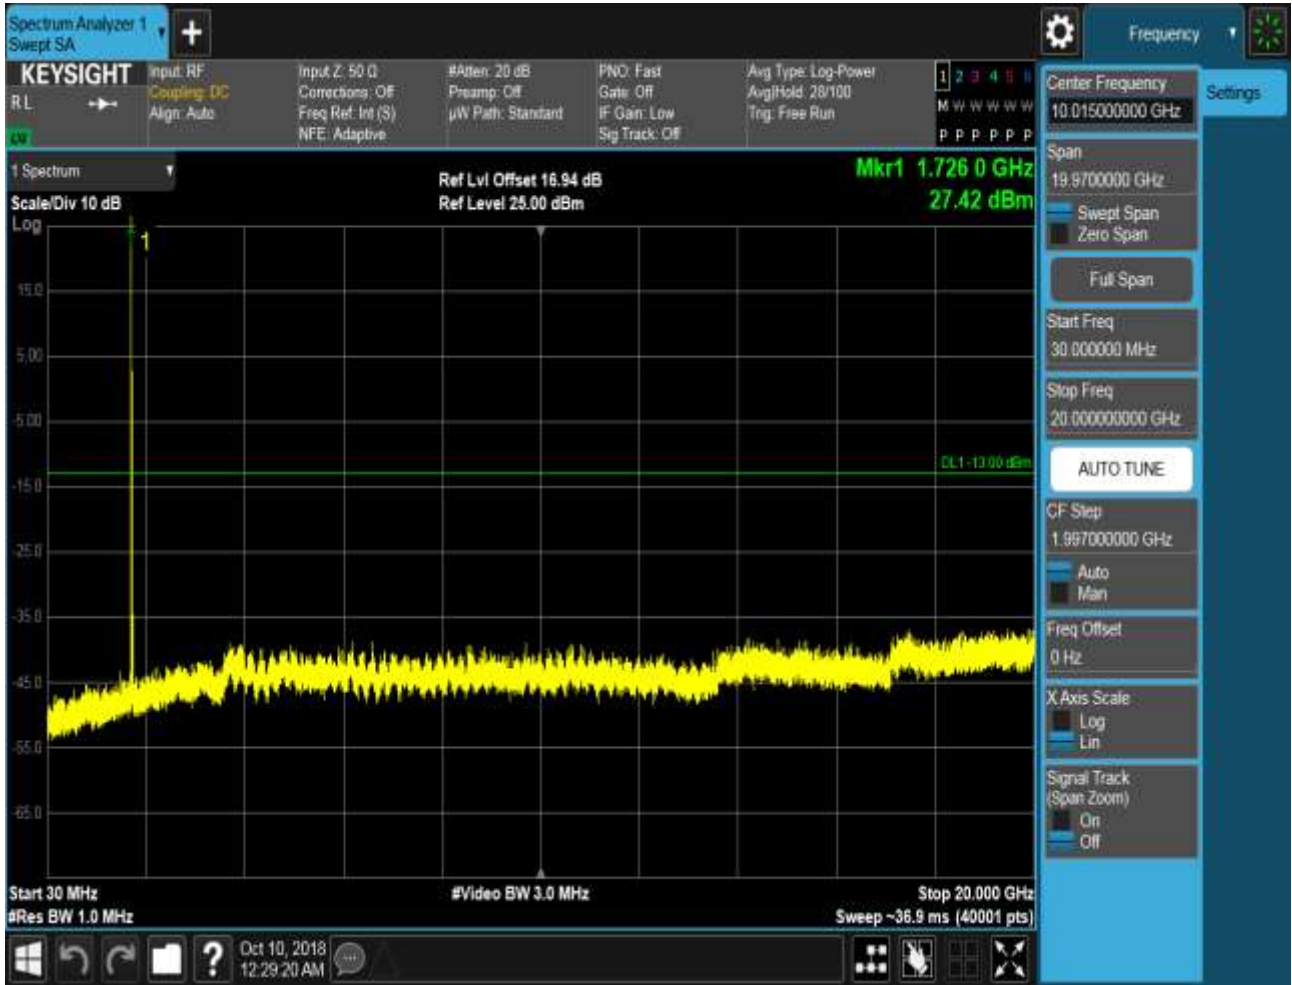 Spectrum Analyzer 1
Swept SA
+
Frequency
KEYSIGHT
R L
LW
Input: RF
Coupling: DC
Align: Auto
Input Z: 50 Ω
Corrections: Off
Freq Ref: Int (S)
NFE: Adaptive
#Atten: 20 dB
Preamp: Off
µW Path: Standard
PNO: Fast
Gate: Off
IF Gain: Low
Sig Track: Off
Avg Type: Log-Power
Avg|Hold: 28/100
Trig: Free Run
1 2 3 4 5 6
M W W W W W
P P P P P P
1 Spectrum
Scale/Div 10 dB
Log
Ref Lvl Offset 16.94 dB
Ref Level 25.00 dBm
Mkr1 1.726 0 GHz
27.42 dBm
1
15.0
5.00
-5.00
DL1 -13.00 dBm
-15.0
-25.0
-35.0
-45.0
-55.0
-65.0
Start 30 MHz
#Res BW 1.0 MHz
#Video BW 3.0 MHz
Stop 20.000 GHz
Sweep ~36.9 ms (40001 pts)
?
Oct 10, 2018
12:29:20 AM
Center Frequency
10.015000000 GHz
Settings
Span
19.9700000 GHz
Swept Span
Zero Span
Full Span
Start Freq
30.000000 MHz
Stop Freq
20.000000000 GHz
AUTO TUNE
CF Step
1.997000000 GHz
Auto
Man
Freq Offset
0 Hz
X Axis Scale
Log
Lin
Signal Track
(Span Zoom)
On
Off